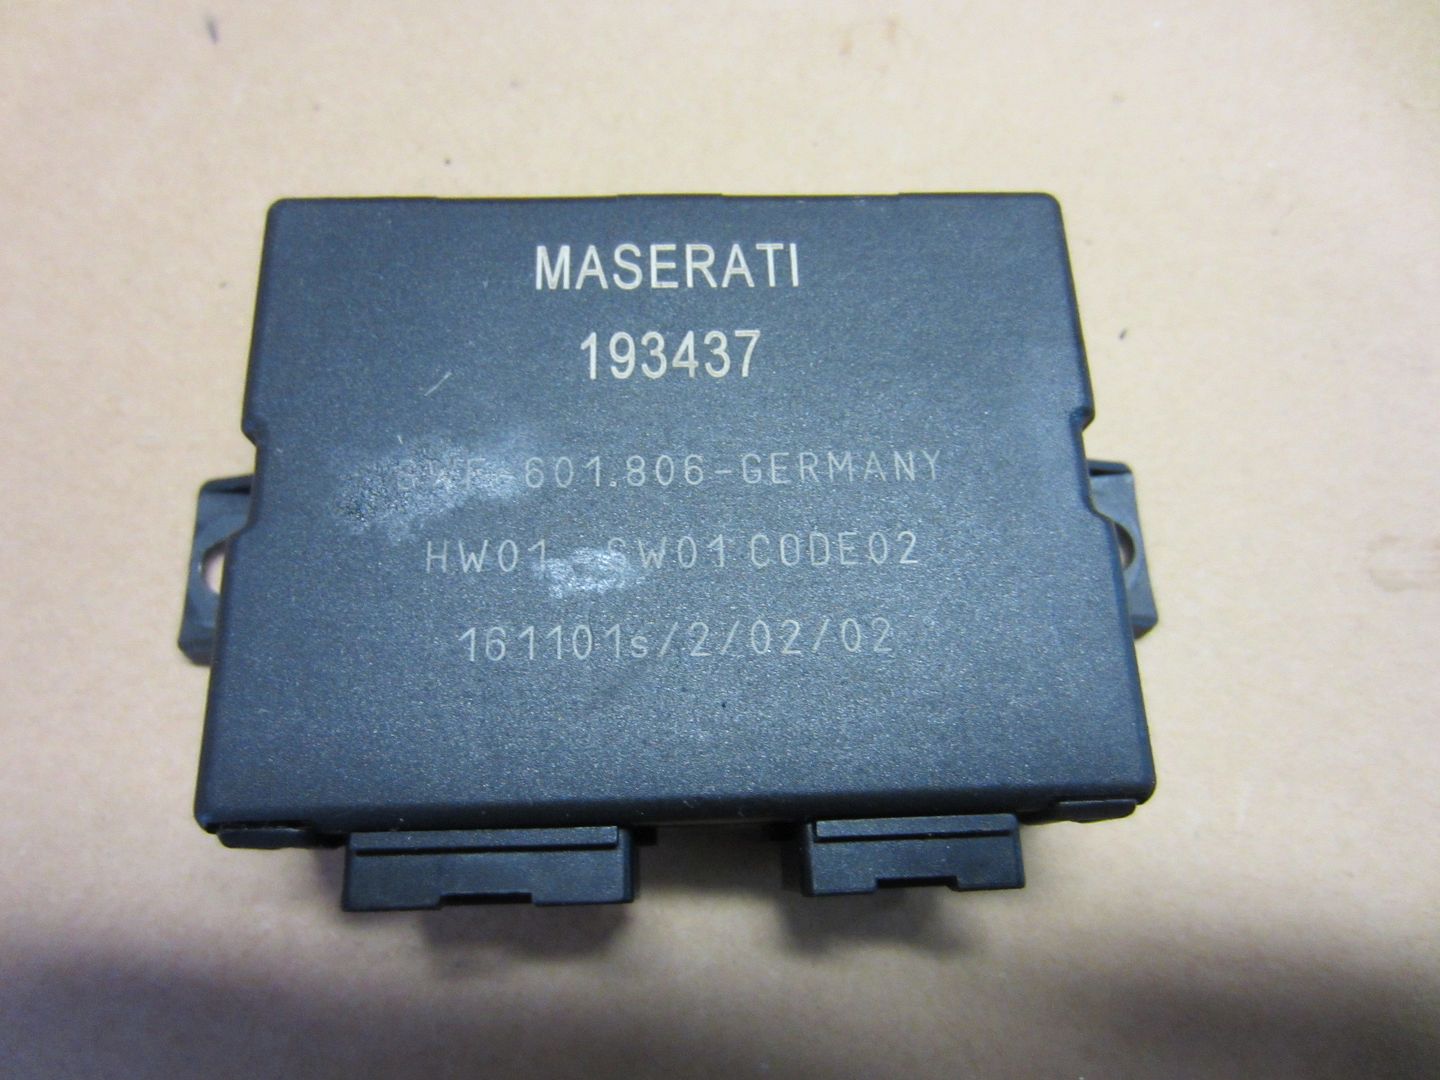 MASERATI
193437
601.806-GERMANY
HW01 SW01 CODE02
161101s/2/02/02